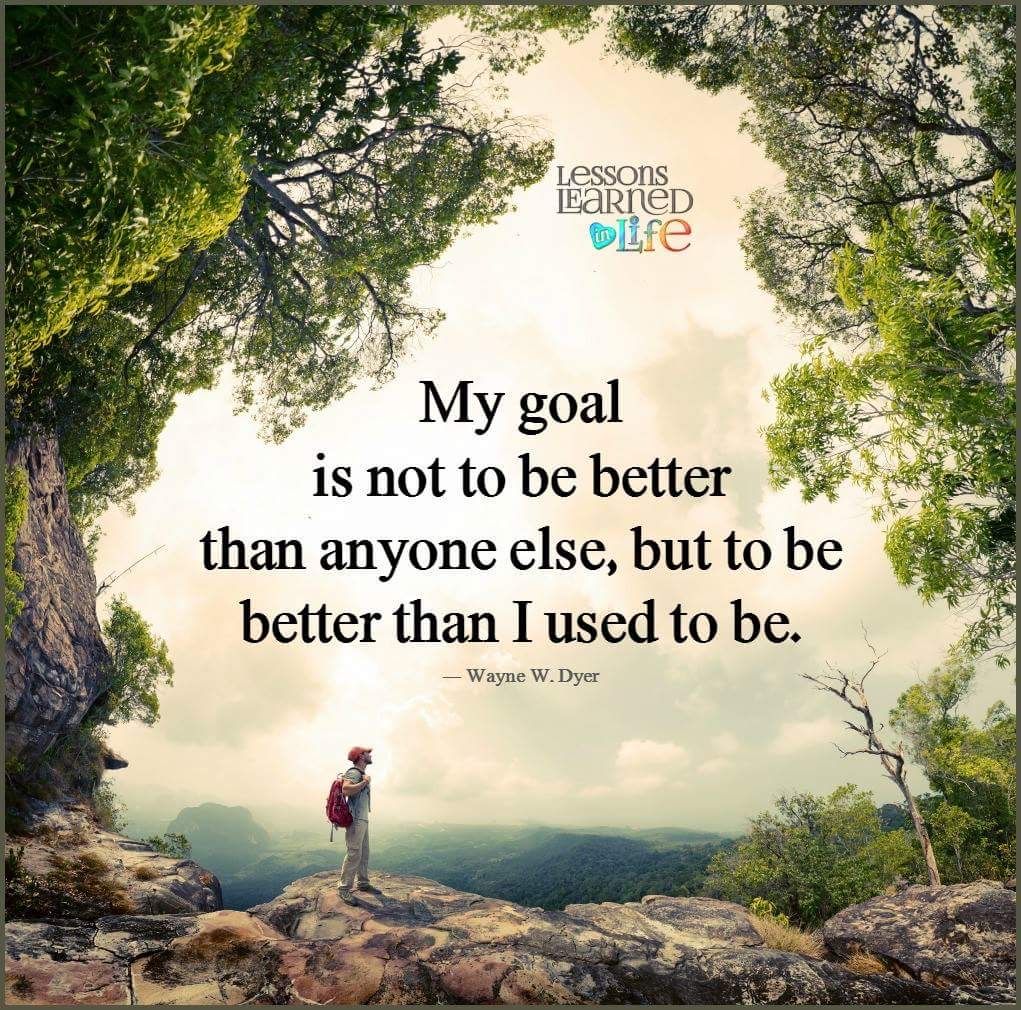 Lessons
LEARNED
in Life
My goal
is not to be better
than anyone else, but to be
better than I used to be.
— Wayne W. Dyer